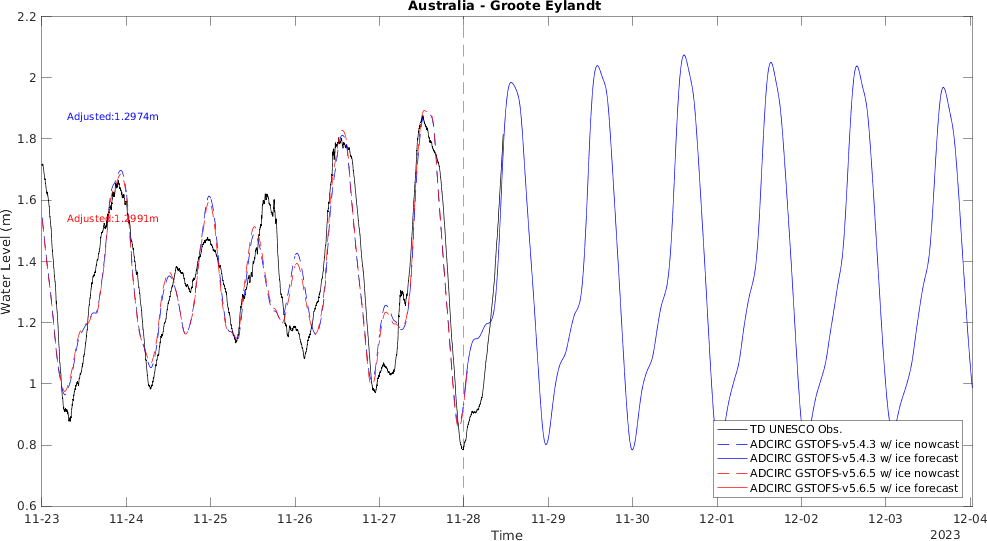 Australia - Groote Eylandt
2.2
2
1.8
1.6
1.4
1.2
1
0.8
0.6
Water Level (m)
Adjusted:1.2974m
Adjusted:1.2991m
TD UNESCO Obs.
ADCIRC GSTOFS-v5.4.3 w/ ice nowcast
ADCIRC GSTOFS-v5.4.3 w/ ice forecast
ADCIRC GSTOFS-v5.6.5 w/ ice nowcast
ADCIRC GSTOFS-v5.6.5 w/ ice forecast
11-23 11-24 11-25 11-26 11-27 11-28 11-29 11-30 12-01 12-02 12-03 12-04
Time
2023